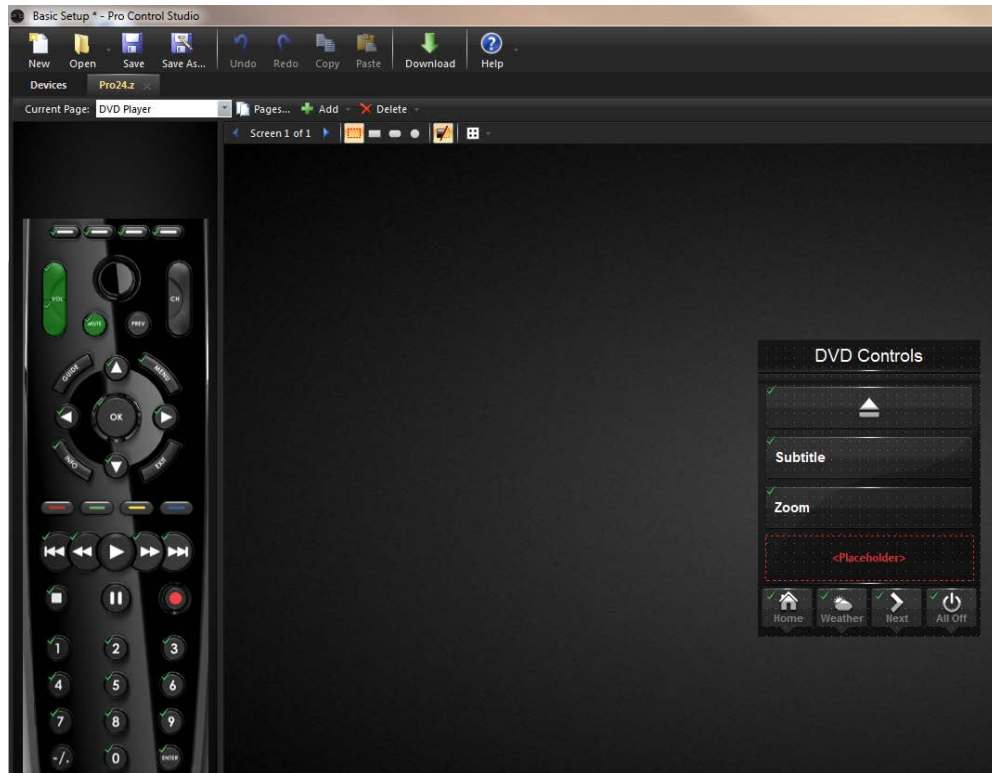 Basic Setup * - Pro Control Studio
New Open Save Save As... Undo Redo Copy Paste Download Help
Devices Pro24.z
Current Page: DVD Player Pages... Add Delete
Screen 1 of 1
VOL CH
MUTE PREV
GUIDE MENU
OK
INFO EXIT
1 2 3
4 5 6
7 8 9
-/. 0 ENTER
DVD Controls
Subtitle
Zoom
<Placeholder>
Home Weather Next All Off